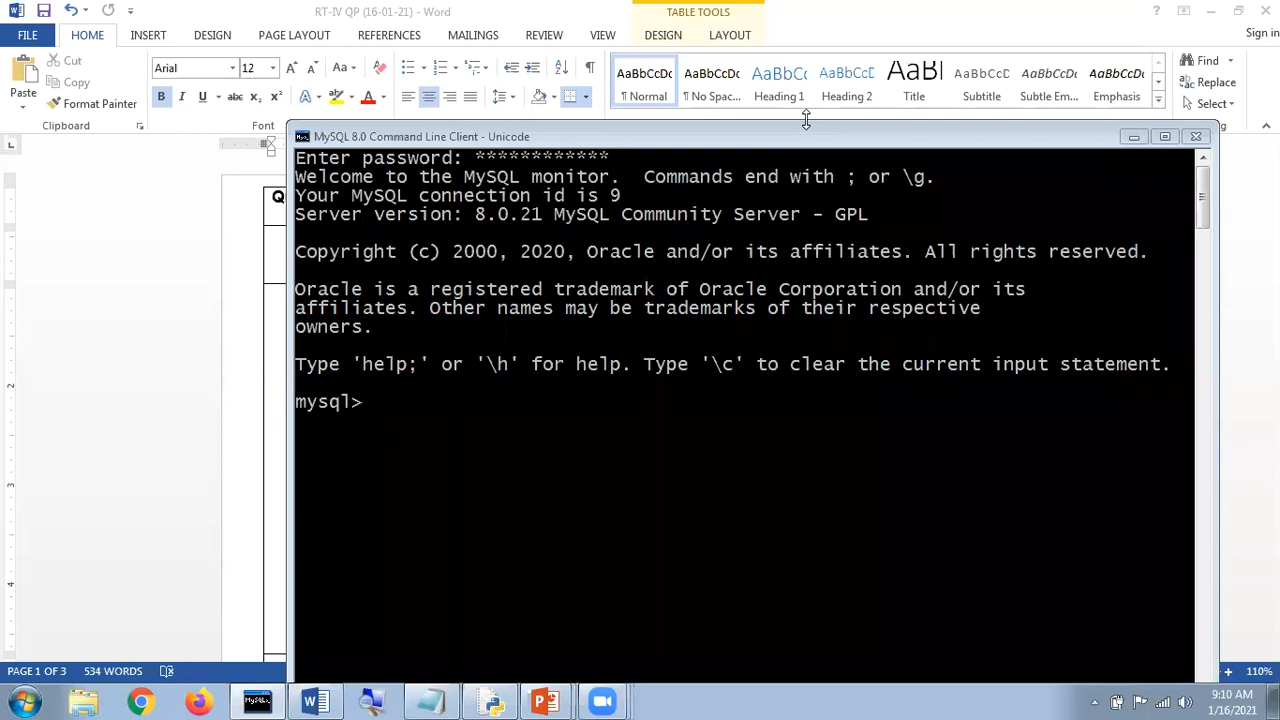 RT-IV QP (16-01-21) - Word
TABLE TOOLS
?
FILE
HOME
INSERT
DESIGN
PAGE LAYOUT
REFERENCES
MAILINGS
REVIEW
VIEW
DESIGN
LAYOUT
Sign in
Paste
Cut
Copy
Format Painter
Clipboard
Arial
12
Font
AaBbCcDc
¶ Normal
AaBbCcDc
¶ No Spac...
AaBbCc
Heading 1
AaBbCcE
Heading 2
AaBl
Title
AaBbCcD
Subtitle
AaBbCcDc
Subtle Em...
AaBbCcDc
Emphasis
Find
Replace
Select
MySQL 8.0 Command Line Client - Unicode
Enter password: ************
Welcome to the MySQL monitor.  Commands end with ; or \g.
Your MySQL connection id is 9
Server version: 8.0.21 MySQL Community Server - GPL
Copyright (c) 2000, 2020, Oracle and/or its affiliates. All rights reserved.
Oracle is a registered trademark of Oracle Corporation and/or its
affiliates. Other names may be trademarks of their respective
owners.
Type 'help;' or '\h' for help. Type '\c' to clear the current input statement.
mysql>
2
3
4
PAGE 1 OF 3
534 WORDS
110%
9:10 AM
1/16/2021